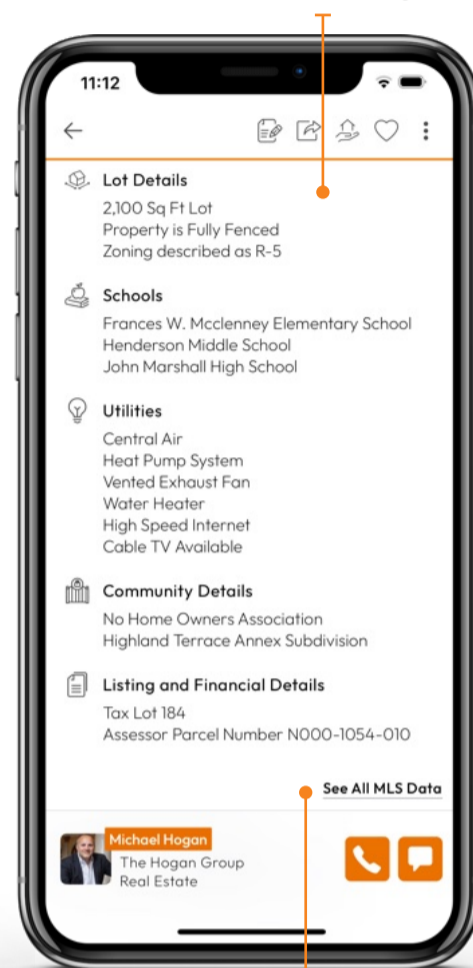 11:12
Lot Details
2,100 Sq Ft Lot
Property is Fully Fenced
Zoning described as R-5
Schools
Frances W. Mcclenney Elementary School
Henderson Middle School
John Marshall High School
Utilities
Central Air
Heat Pump System
Vented Exhaust Fan
Water Heater
High Speed Internet
Cable TV Available
Community Details
No Home Owners Association
Highland Terrace Annex Subdivision
Listing and Financial Details
Tax Lot 184
Assessor Parcel Number N000-1054-010
See All MLS Data
Michael Hogan
The Hogan Group
Real Estate